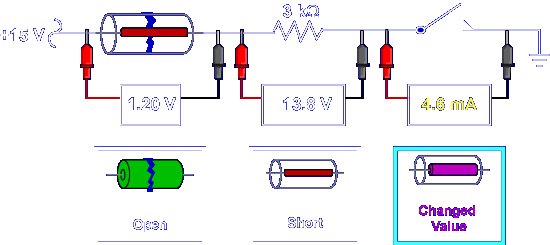 3 kΩ
+15 V
1.20 V
13.8 V
4.6 mA
Open
Short
Changed
Value